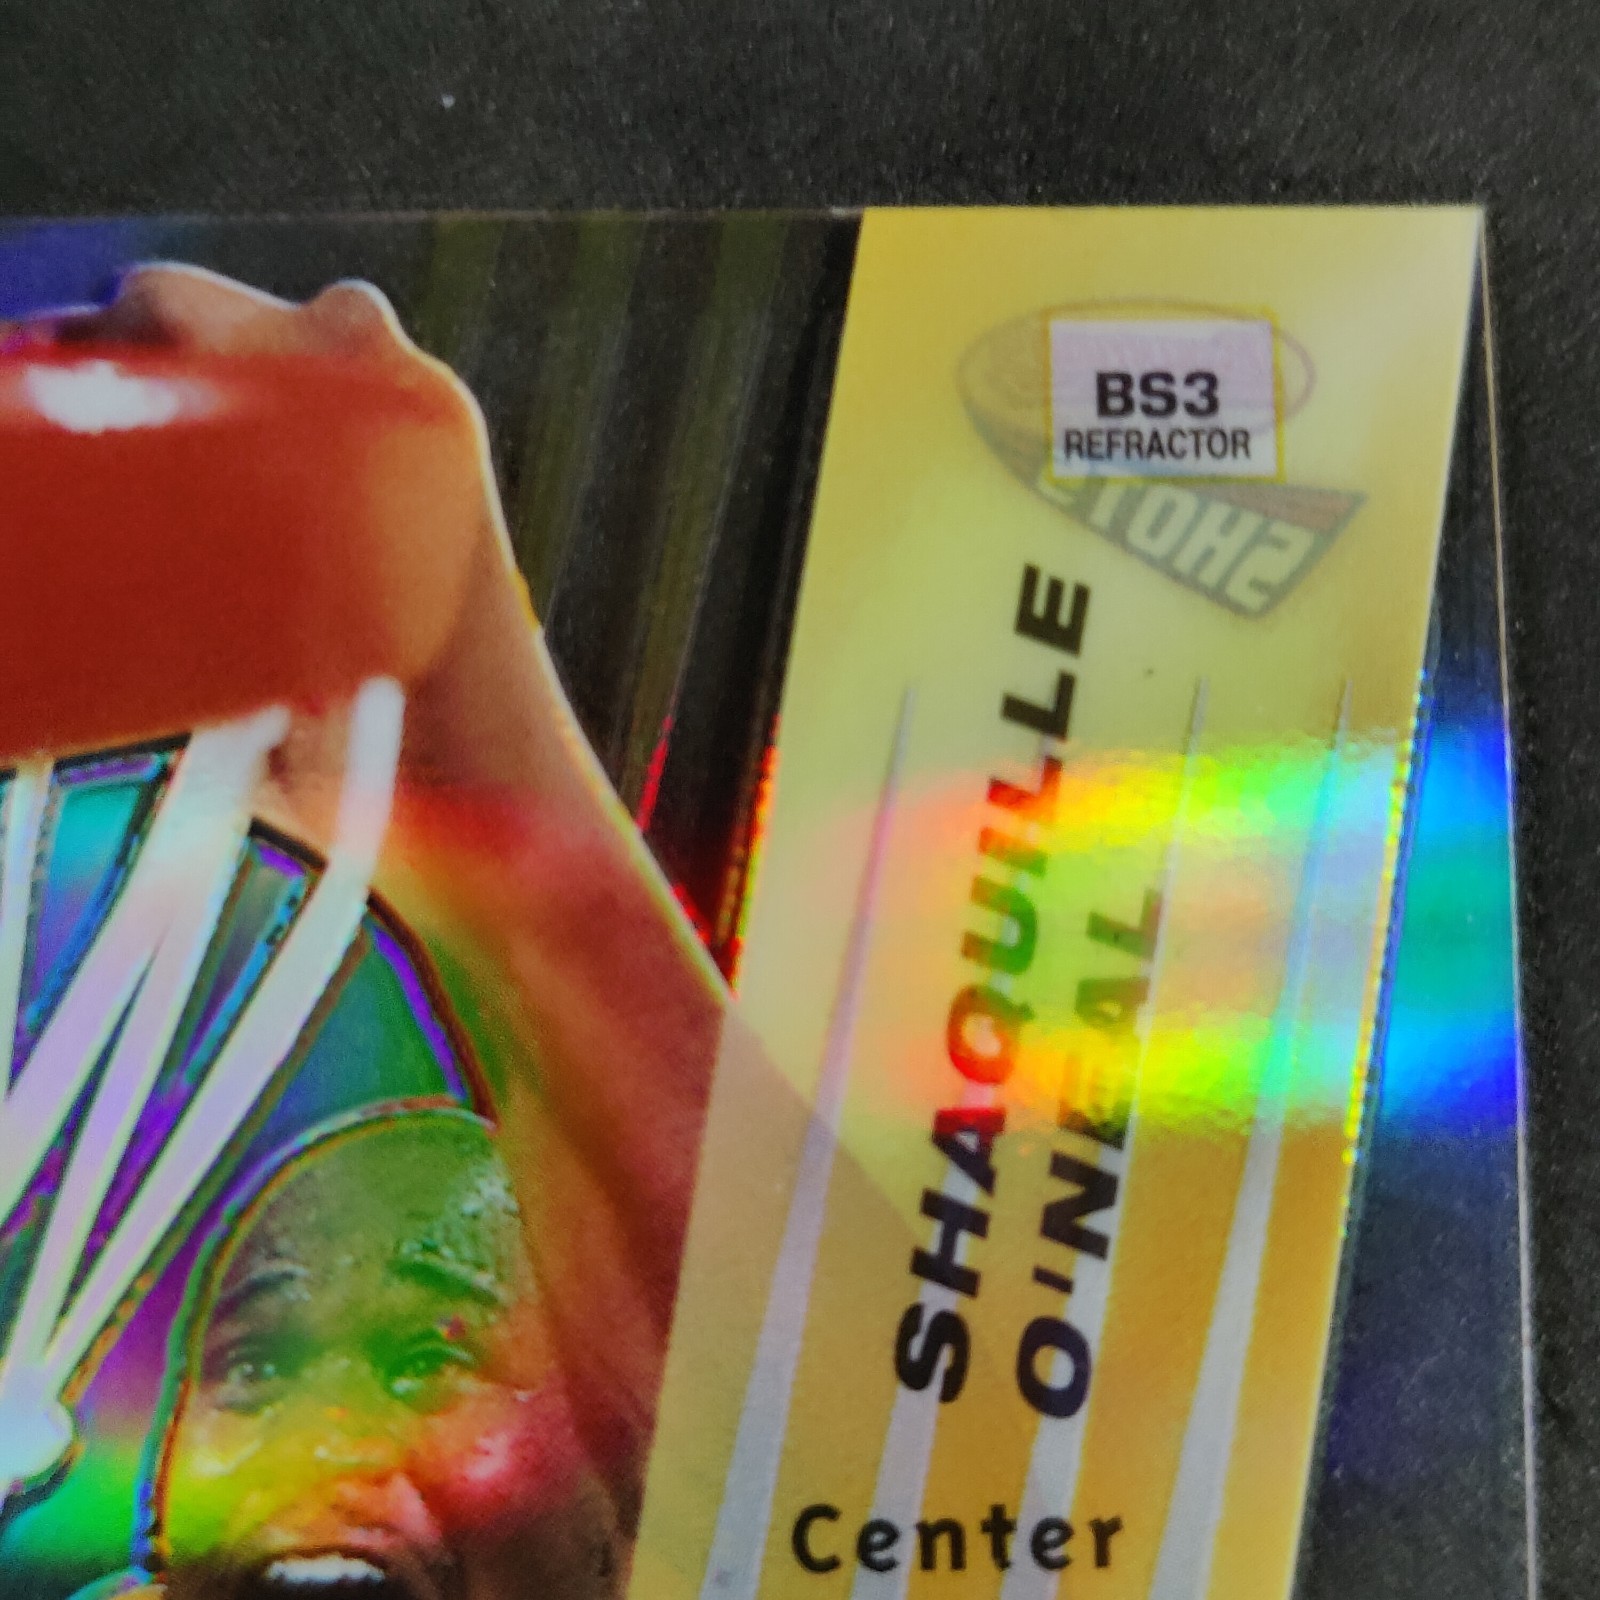 BS3
REFRACTOR
SHOTS
SHAQUILLE
O'NEAL
Center